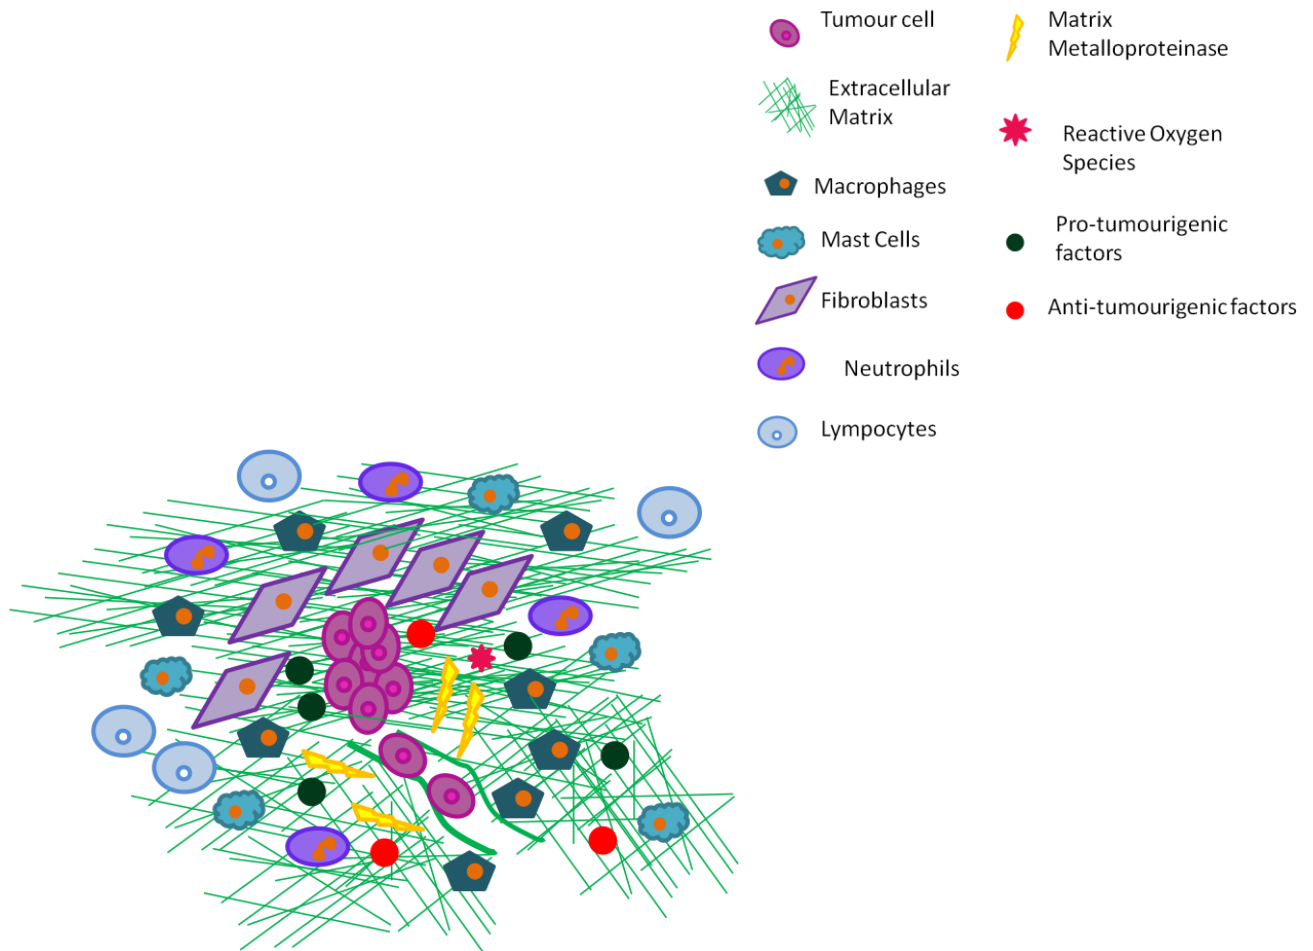 Tumour cell
Extracellular
Matrix
Macrophages
Mast Cells
Fibroblasts
Neutrophils
Lympocytes
Matrix
Metalloproteinase
Reactive Oxygen
Species
Pro-tumourigenic
factors
Anti-tumourigenic factors